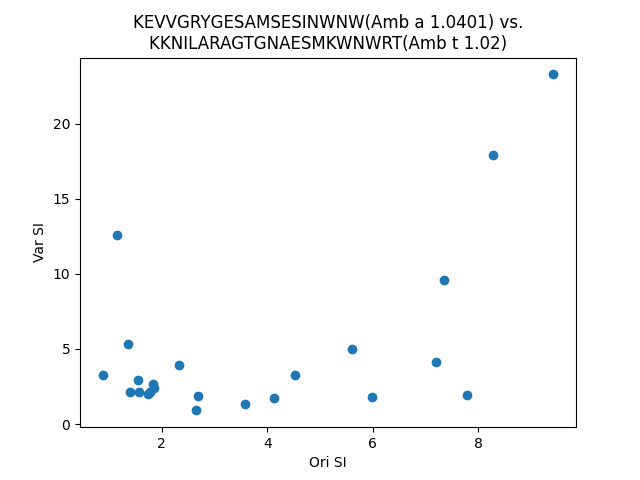 KEVVGRYGESAMSESINWNW(Amb a 1.0401) vs.
KKNILARAGTGNAESMKWNWRT(Amb t 1.02)
Var SI
20
15
10
5
0
2 4 6 8
Ori SI